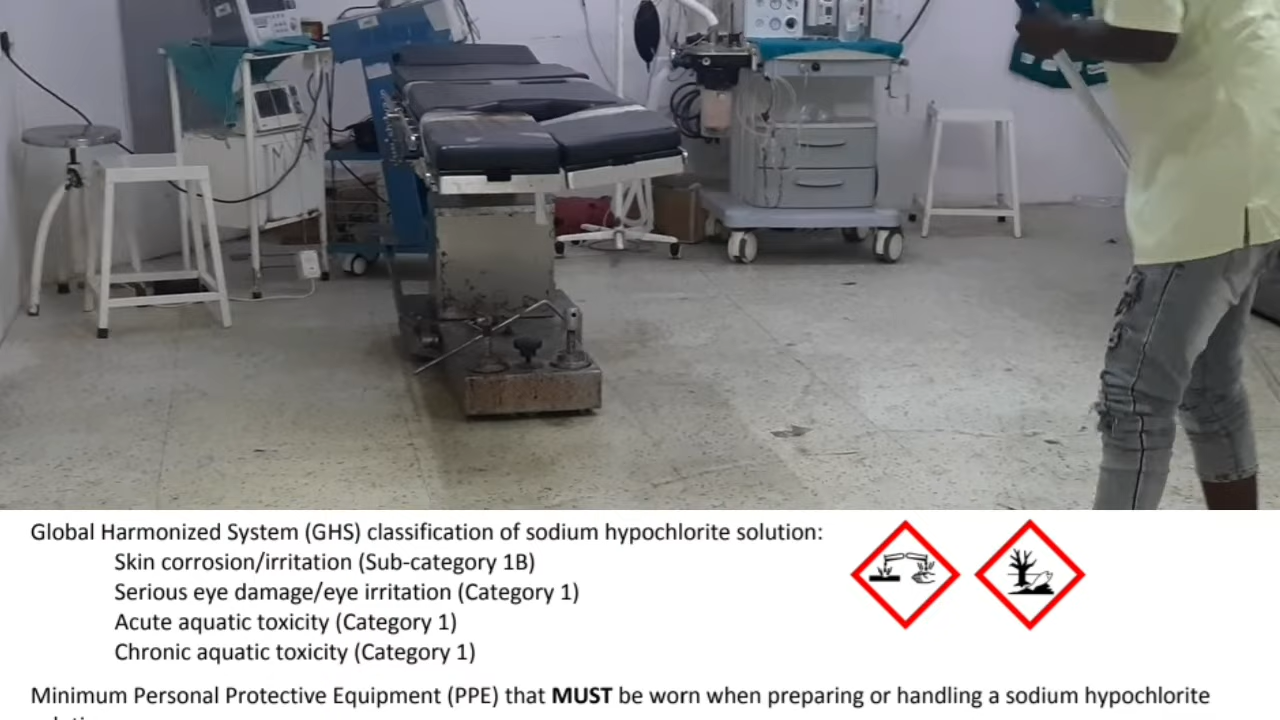 Global Harmonized System (GHS) classification of sodium hypochlorite solution:
Skin corrosion/irritation (Sub-category 1B)
Serious eye damage/eye irritation (Category 1)
Acute aquatic toxicity (Category 1)
Chronic aquatic toxicity (Category 1)
Minimum Personal Protective Equipment (PPE) that MUST be worn when preparing or handling a sodium hypochlorite